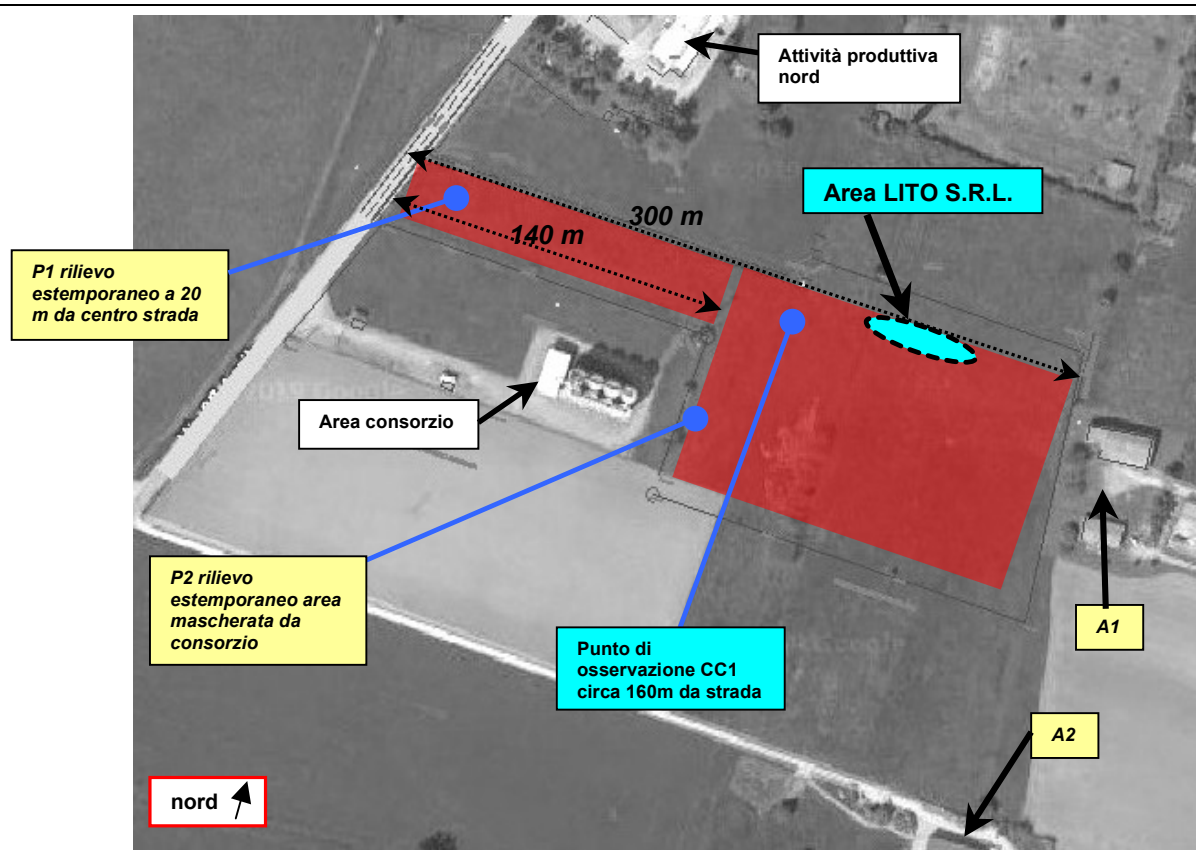 Attività produttiva
nord
Area LITO S.R.L.
300 m
140 m
P1 rilievo
estemporaneo a 20
m da centro strada
Area consorzio
P2 rilievo
estemporaneo area
mascherata da
consorzio
Punto di
osservazione CC1
circa 160m da strada
A1
A2
nord